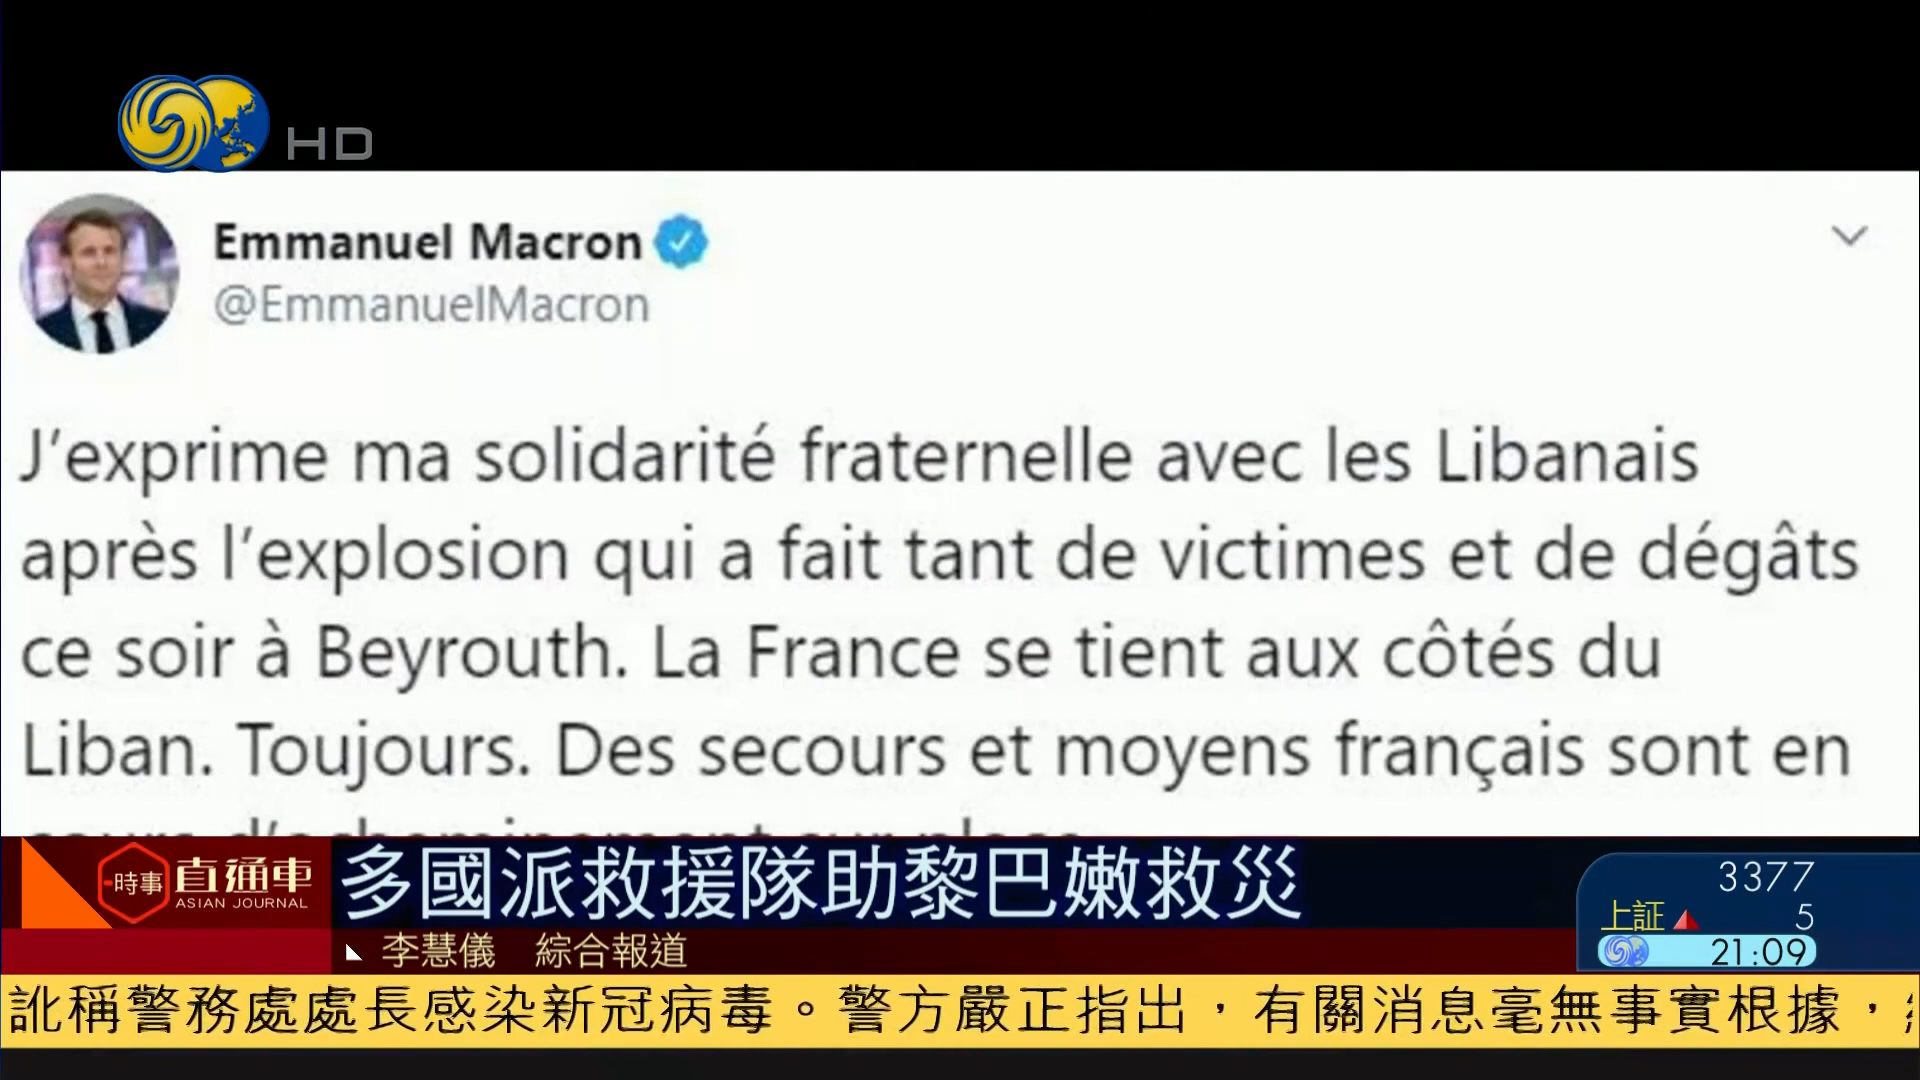 HD
Emmanuel Macron
@EmmanuelMacron
J'exprime ma solidarité fraternelle avec les Libanais
après l'explosion qui a fait tant de victimes et de dégâts
ce soir à Beyrouth. La France se tient aux côtés du
Liban. Toujours. Des secours et moyens français sont en
cours d'acheminement sur place
時事 直通車
ASIAN JOURNAL
多國派救援隊助黎巴嫩救災
李慧儀 綜合報道
3377
上証 5
21:09
訛稱警務處處長感染新冠病毒。警方嚴正指出，有關消息毫無事實根據，